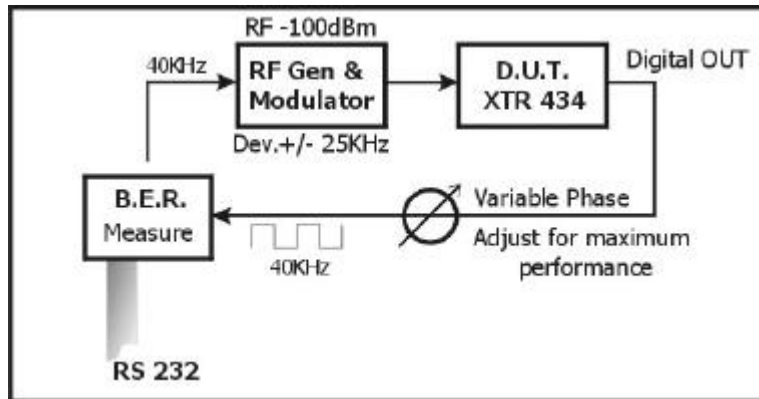 RF -100dBm
40KHz
RF Gen &
Modulator
Dev.+/- 25KHz
D.U.T.
XTR 434
Digital OUT
B.E.R.
Measure
40KHz
Variable Phase
Adjust for maximum
performance
RS 232